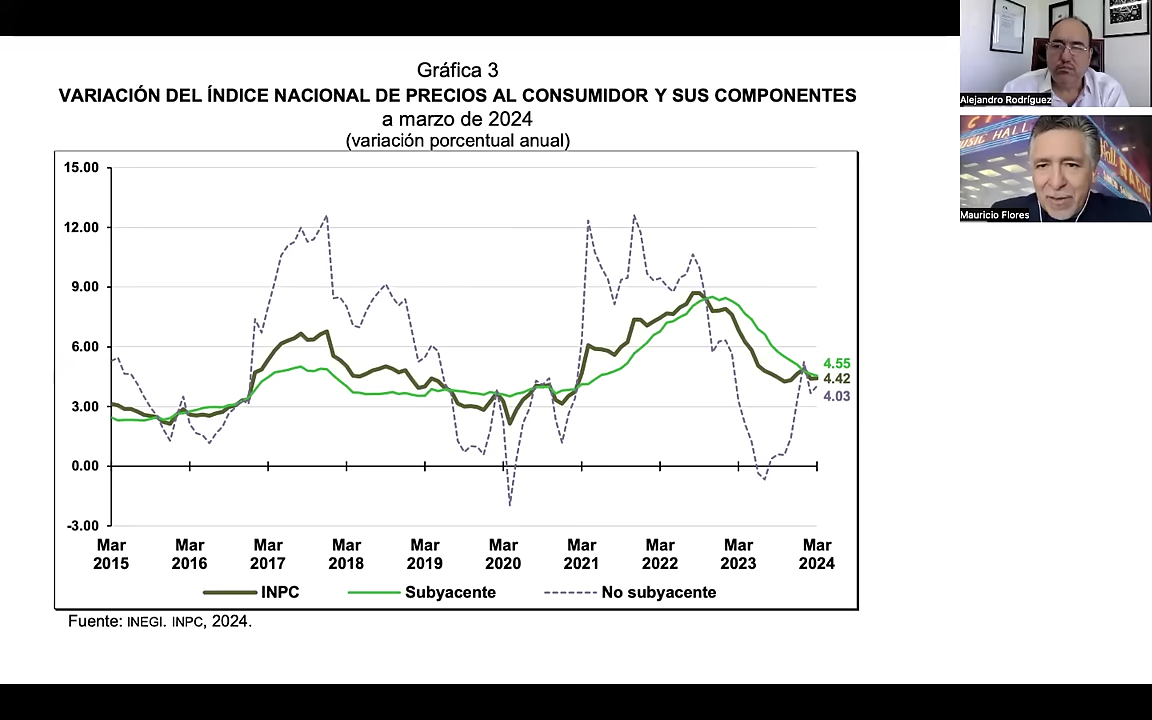 Gráfica 3
VARIACIÓN DEL ÍNDICE NACIONAL DE PRECIOS AL CONSUMIDOR Y SUS COMPONENTES
a marzo de 2024
(variación porcentual anual)
15.00
12.00
9.00
6.00
3.00
0.00
-3.00
4.55
4.42
4.03
Mar 2015
Mar 2016
Mar 2017
Mar 2018
Mar 2019
Mar 2020
Mar 2021
Mar 2022
Mar 2023
Mar 2024
INPC
Subyacente
No subyacente
Fuente: INEGI. INPC, 2024.
Alejandro Rodríguez
MUSIC HALL
Mauricio Flores